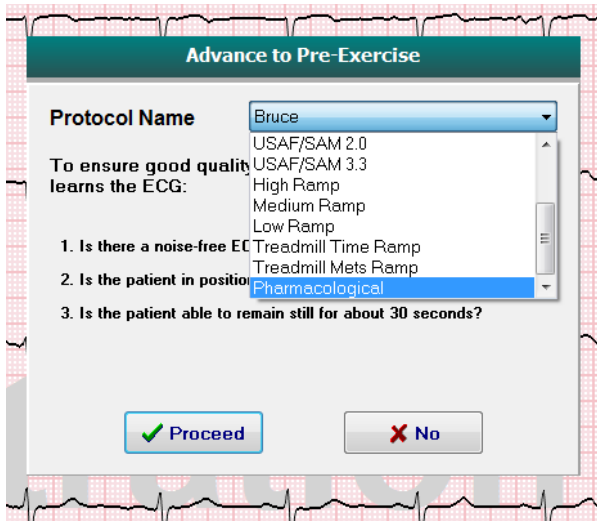 Advance to Pre-Exercise
Protocol Name
Bruce
To ensure good quality
learns the ECG:
USAF/SAM 2.0
USAF/SAM 3.3
High Ramp
Medium Ramp
Low Ramp
Treadmill Time Ramp
Treadmill Mets Ramp
Pharmacological
1. Is there a noise-free EC
2. Is the patient in position
3. Is the patient able to remain still for about 30 seconds?
Proceed
No